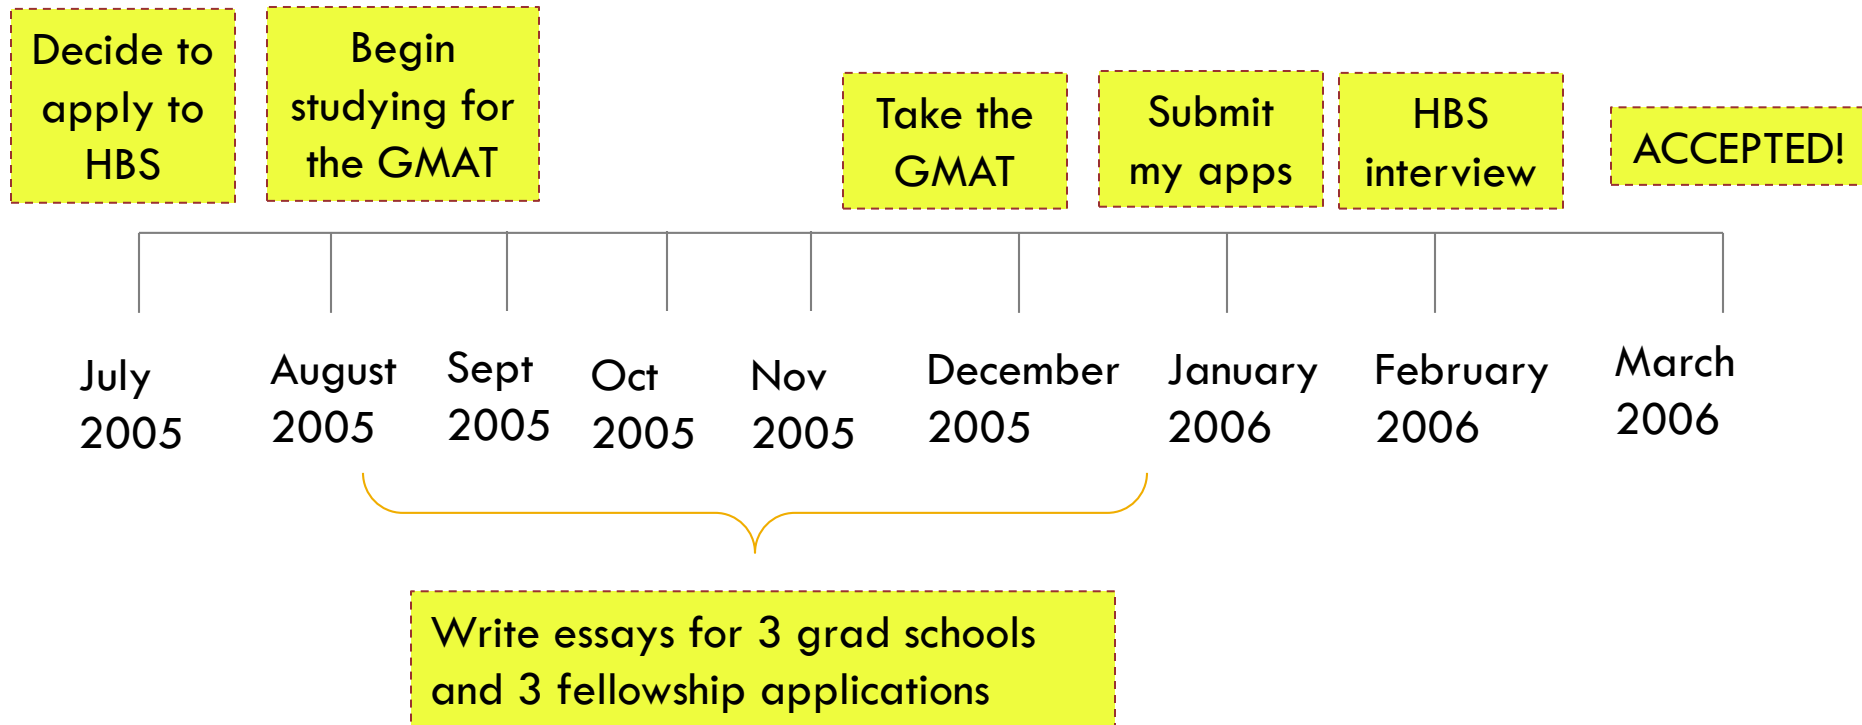 Decide to
apply to
HBS
Begin
studying for
the GMAT
Take the
GMAT
Submit
my apps
HBS
interview
ACCEPTED!
July
2005
August
2005
Sept
2005
Oct
2005
Nov
2005
December
2005
January
2006
February
2006
March
2006
Write essays for 3 grad schools
and 3 fellowship applications